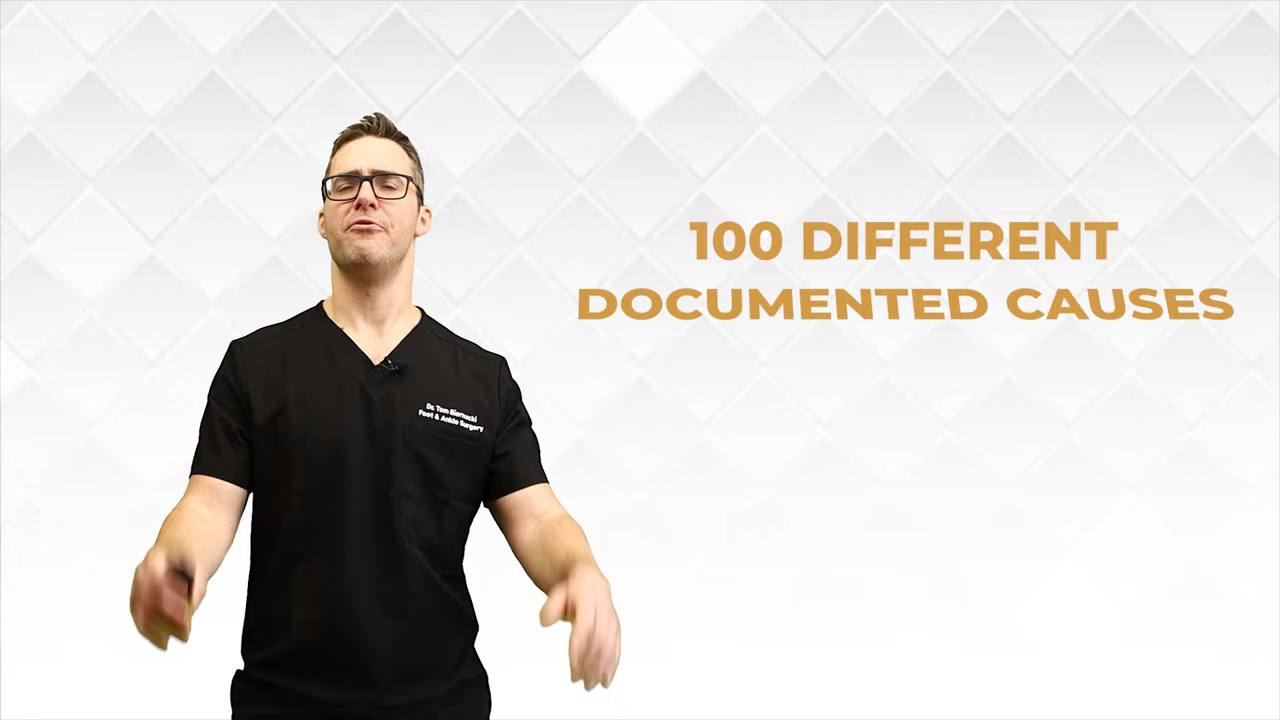 100 DIFFERENT
DOCUMENTED CAUSES
Dr. Tom Biernacki
Foot & Ankle Surgery